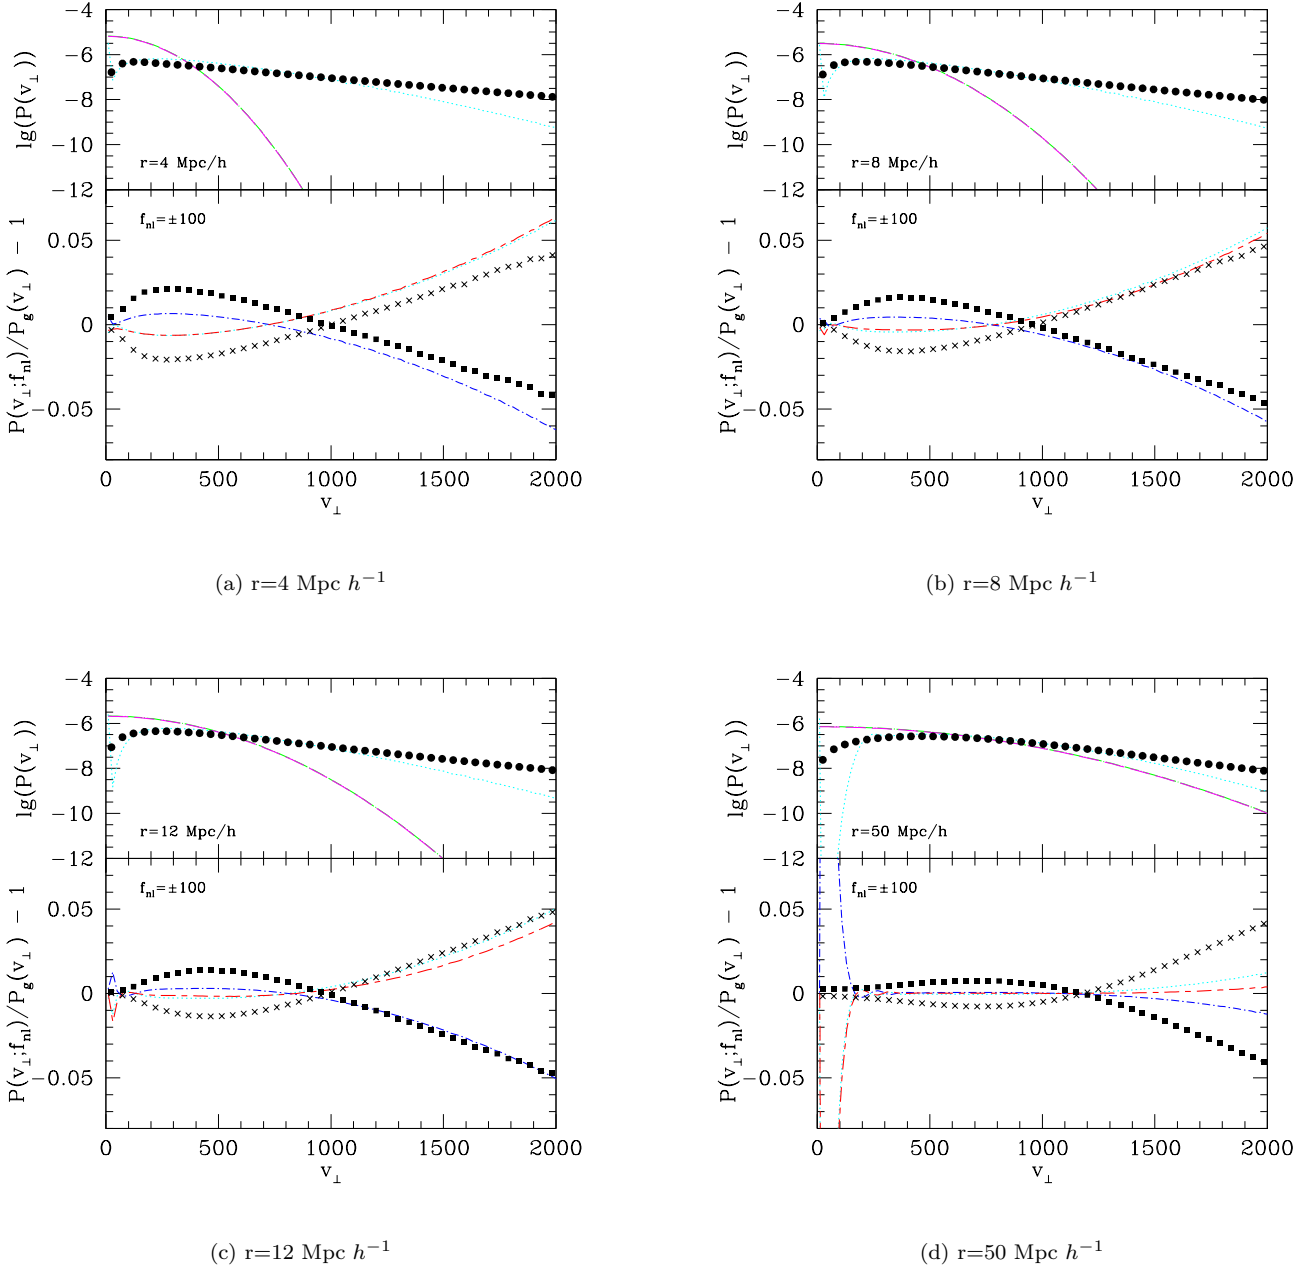 −4
−6
−8
−10
−12
lg(P(v⊥))
r=4 Mpc/h
f_nl=±100
0.05
0
−0.05
P(v⊥;f_nl)/P_g(v⊥) − 1
0 500 1000 1500 2000
v⊥
(a) r=4 Mpc h^{−1}
−4
−6
−8
−10
−12
lg(P(v⊥))
r=8 Mpc/h
f_nl=±100
0.05
0
−0.05
P(v⊥;f_nl)/P_g(v⊥) − 1
0 500 1000 1500 2000
v⊥
(b) r=8 Mpc h^{−1}
−4
−6
−8
−10
−12
lg(P(v⊥))
r=12 Mpc/h
f_nl=±100
0.05
0
−0.05
P(v⊥;f_nl)/P_g(v⊥) − 1
0 500 1000 1500 2000
v⊥
(c) r=12 Mpc h^{−1}
−4
−6
−8
−10
−12
lg(P(v⊥))
r=50 Mpc/h
f_nl=±100
0.05
0
−0.05
P(v⊥;f_nl)/P_g(v⊥) − 1
0 500 1000 1500 2000
v⊥
(d) r=50 Mpc h^{−1}